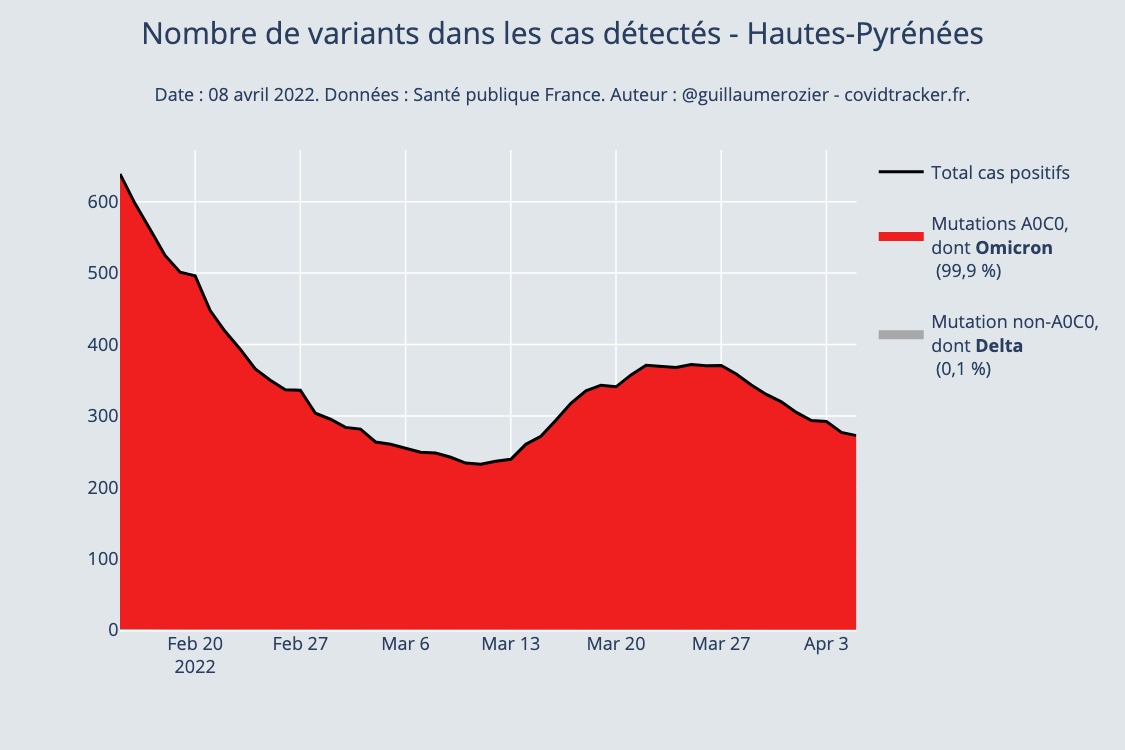 Nombre de variants dans les cas détectés - Hautes-Pyrénées
Date : 08 avril 2022. Données : Santé publique France. Auteur : @guillaumerozier - covidtracker.fr.
Total cas positifs
Mutations A0C0,
dont Omicron
(99,9 %)
Mutation non-A0C0,
dont Delta
(0,1 %)
600
500
400
300
200
100
0
Feb 20 Feb 27 Mar 6 Mar 13 Mar 20 Mar 27 Apr 3
2022